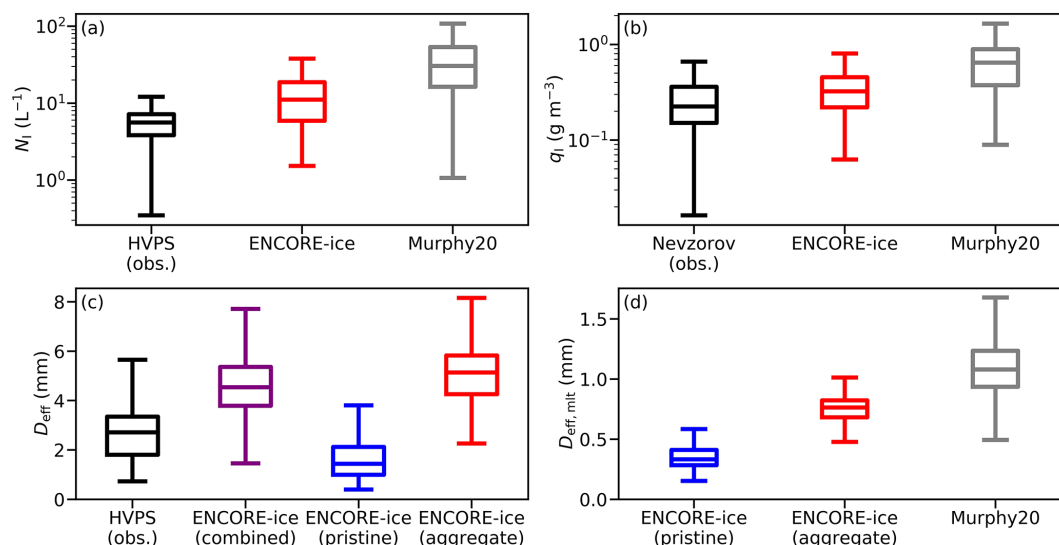 (a)
10²
10¹
10⁰
N_I (L⁻¹)
HVPS
(obs.)
ENCORE-ice
Murphy20
(b)
10⁰
10⁻¹
q_I (g m⁻³)
Nevzorov
(obs.)
ENCORE-ice
Murphy20
(c)
8
6
4
2
0
D_eff (mm)
HVPS
(obs.)
ENCORE-ice
(combined)
ENCORE-ice
(pristine)
ENCORE-ice
(aggregate)
(d)
1.5
1.0
0.5
0.0
D_eff, mlt (mm)
ENCORE-ice
(pristine)
ENCORE-ice
(aggregate)
Murphy20